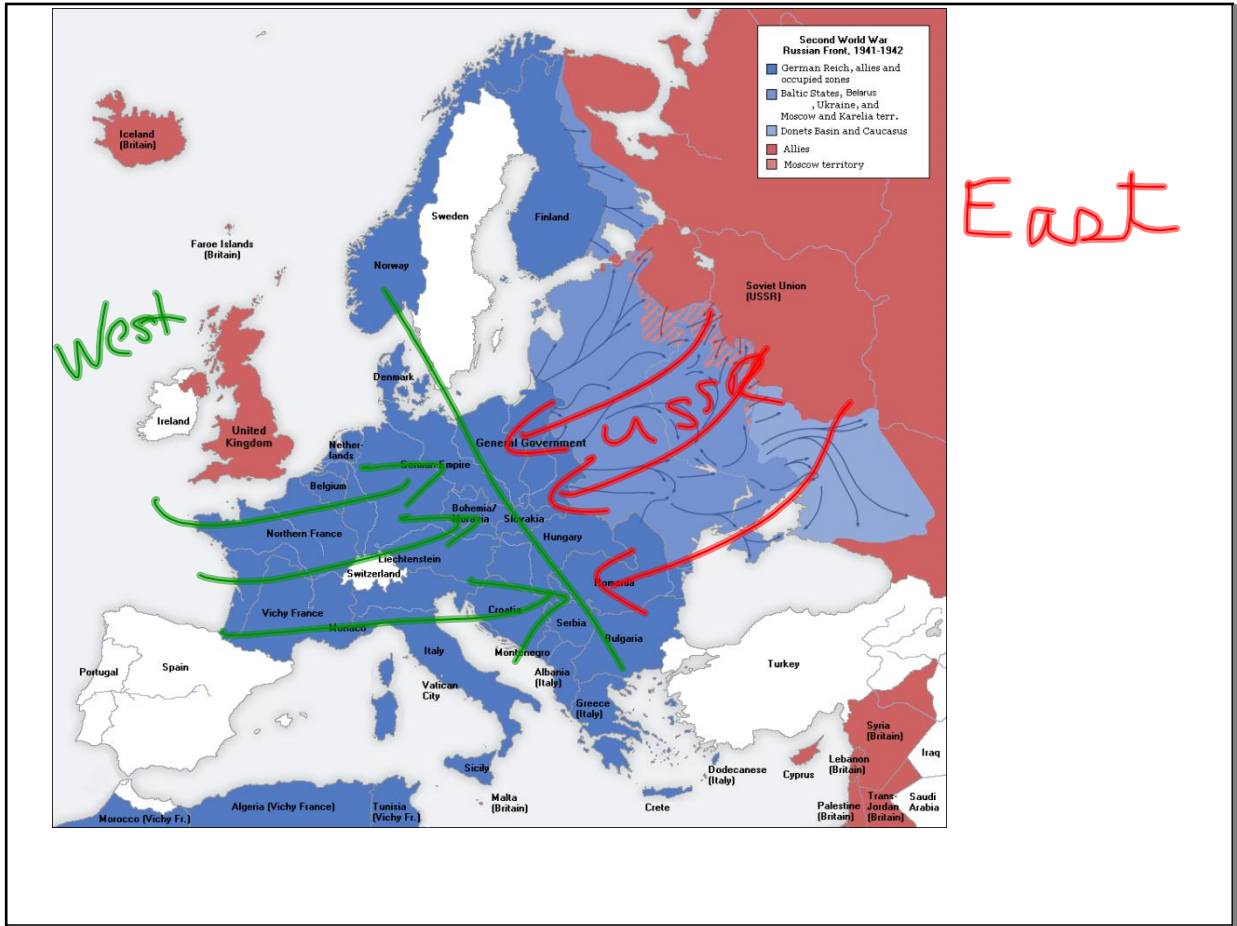 Second World War
Russian Front, 1941-1942
German Reich, allies and
occupied zones
Baltic States, Belarus
, Ukraine, and
Moscow and Karelia terr.
Donets Basin and Caucasus
Allies
Moscow territory
Iceland
(Britain)
East
Sweden
Finland
Faroe Islands
(Britain)
Norway
Soviet Union
(USSR)
West
Denmark
Ireland
United
Kingdom
USSR
Nether-
lands
General Government
German Empire
Belgium
Bohemia/
Moravia
Slovakia
Northern France
Hungary
Liechtenstein
Switzerland
Romania
Vichy France
Croatia
Monaco
Serbia
Bulgaria
Italy
Montenegro
Portugal
Spain
Turkey
Albania
(Italy)
Vatican
City
Greece
(Italy)
Syria
(Britain)
Iraq
Sicily
Dodecanese
(Italy)
Cyprus
Lebanon
(Britain)
Malta
(Britain)
Crete
Palestine
(Britain)
Trans-
Jordan
(Britain)
Saudi
Arabia
Morocco (Vichy Fr.)
Algeria (Vichy France)
Tunisia
(Vichy Fr.)